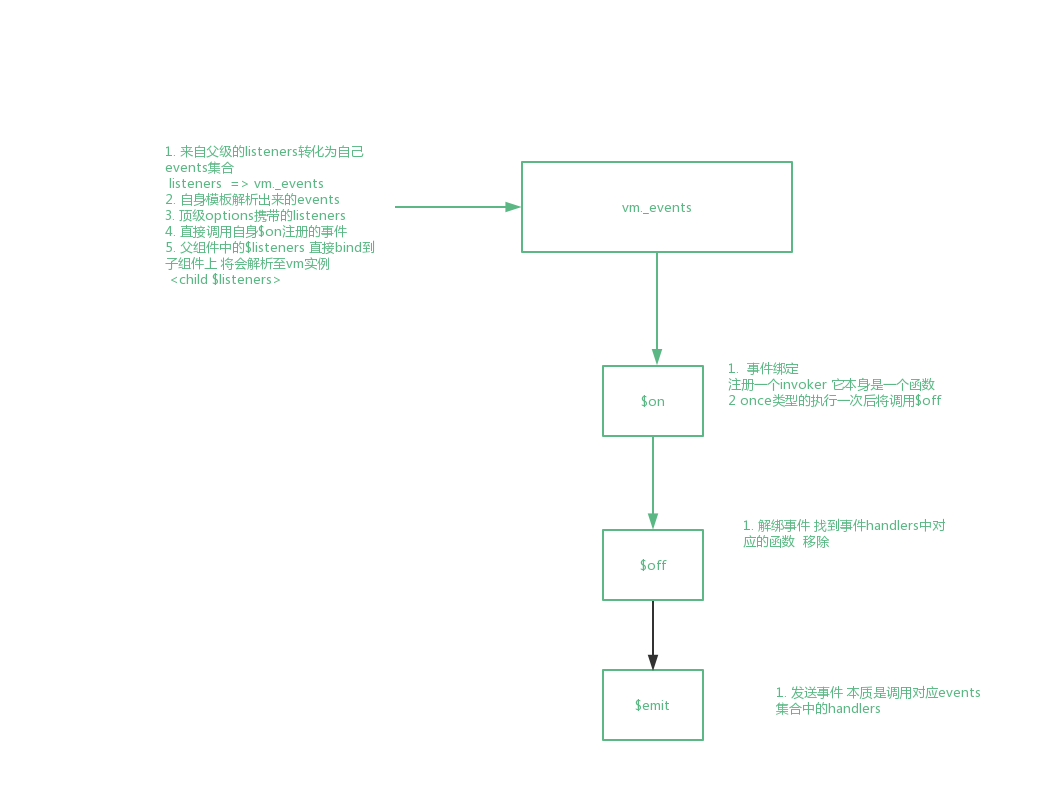 1. 来自父级的listeners转化为自己
events集合
listeners  => vm._events
2. 自身模板解析出来的events
3. 顶级options携带的listeners
4. 直接调用自身$on注册的事件
5. 父组件中的$listeners 直接bind到
子组件上 将会解析至vm实例
<child $listeners>
vm._events
$on
1.  事件绑定
注册一个invoker 它本身是一个函数
2 once类型的执行一次后将调用$off
$off
1. 解绑事件 找到事件handlers中对
应的函数  移除
$emit
1. 发送事件 本质是调用对应events
集合中的handlers